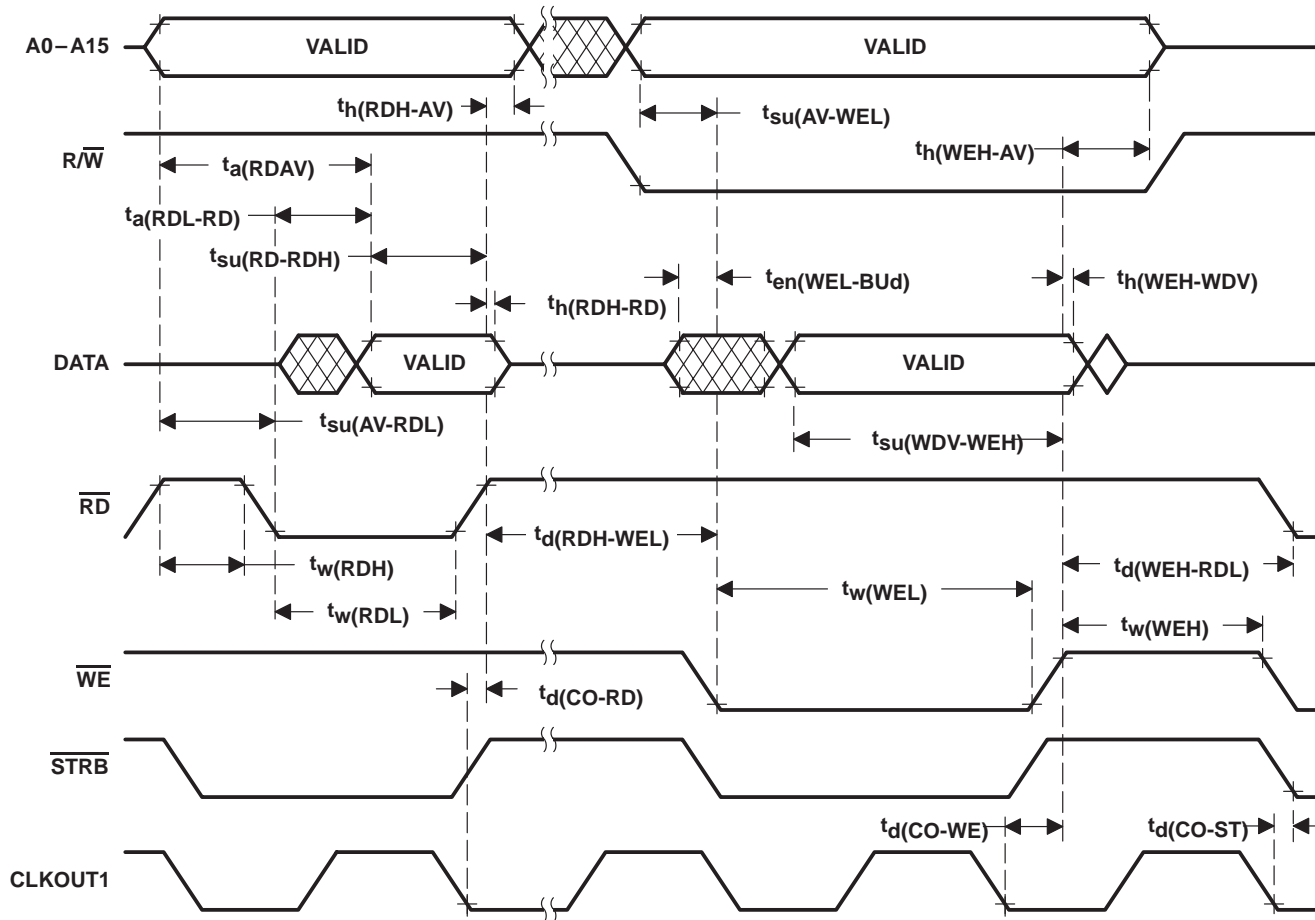 A0–A15
VALID
VALID
th(RDH-AV)
tsu(AV-WEL)
R/W
ta(RDAV)
th(WEH-AV)
ta(RDL-RD)
tsu(RD-RDH)
ten(WEL-BUd)
th(WEH-WDV)
th(RDH-RD)
DATA
VALID
VALID
tsu(AV-RDL)
tsu(WDV-WEH)
RD
td(RDH-WEL)
tw(RDH)
td(WEH-RDL)
tw(WEL)
tw(RDL)
tw(WEH)
WE
td(CO-RD)
STRB
td(CO-WE)
td(CO-ST)
CLKOUT1